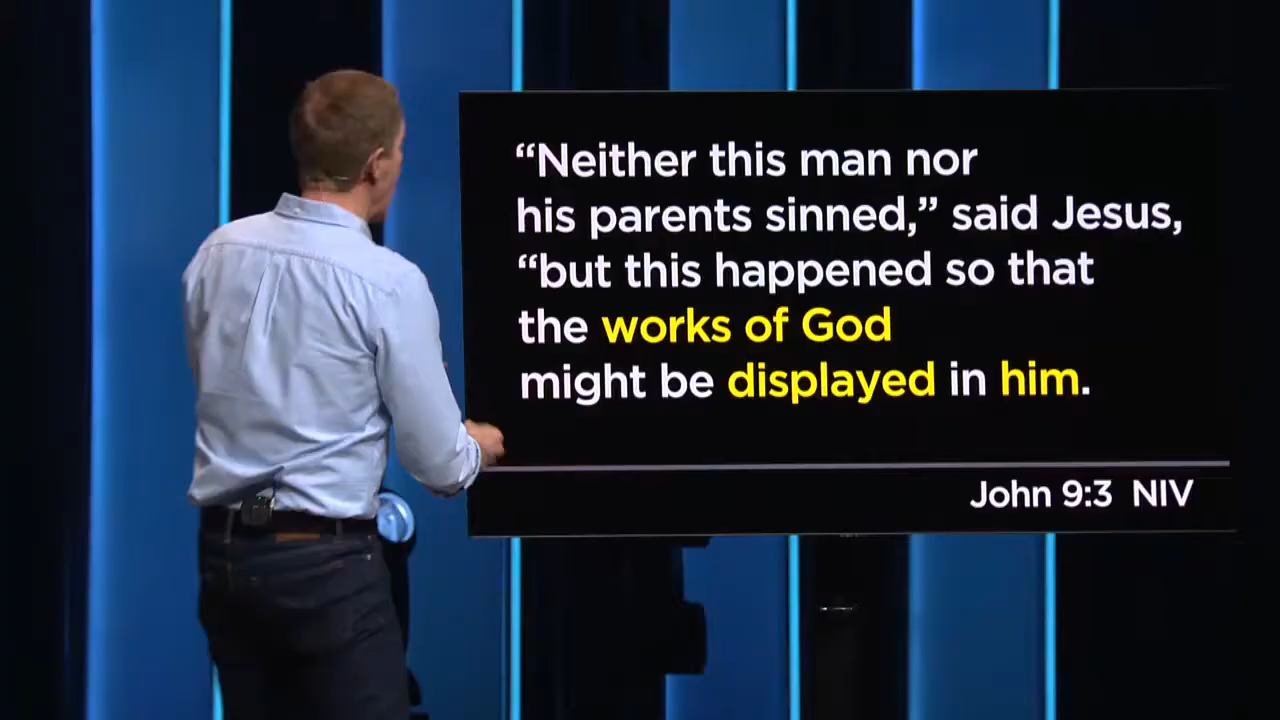 “Neither this man nor
his parents sinned,” said Jesus,
“but this happened so that
the works of God
might be displayed in him.
John 9:3 NIV